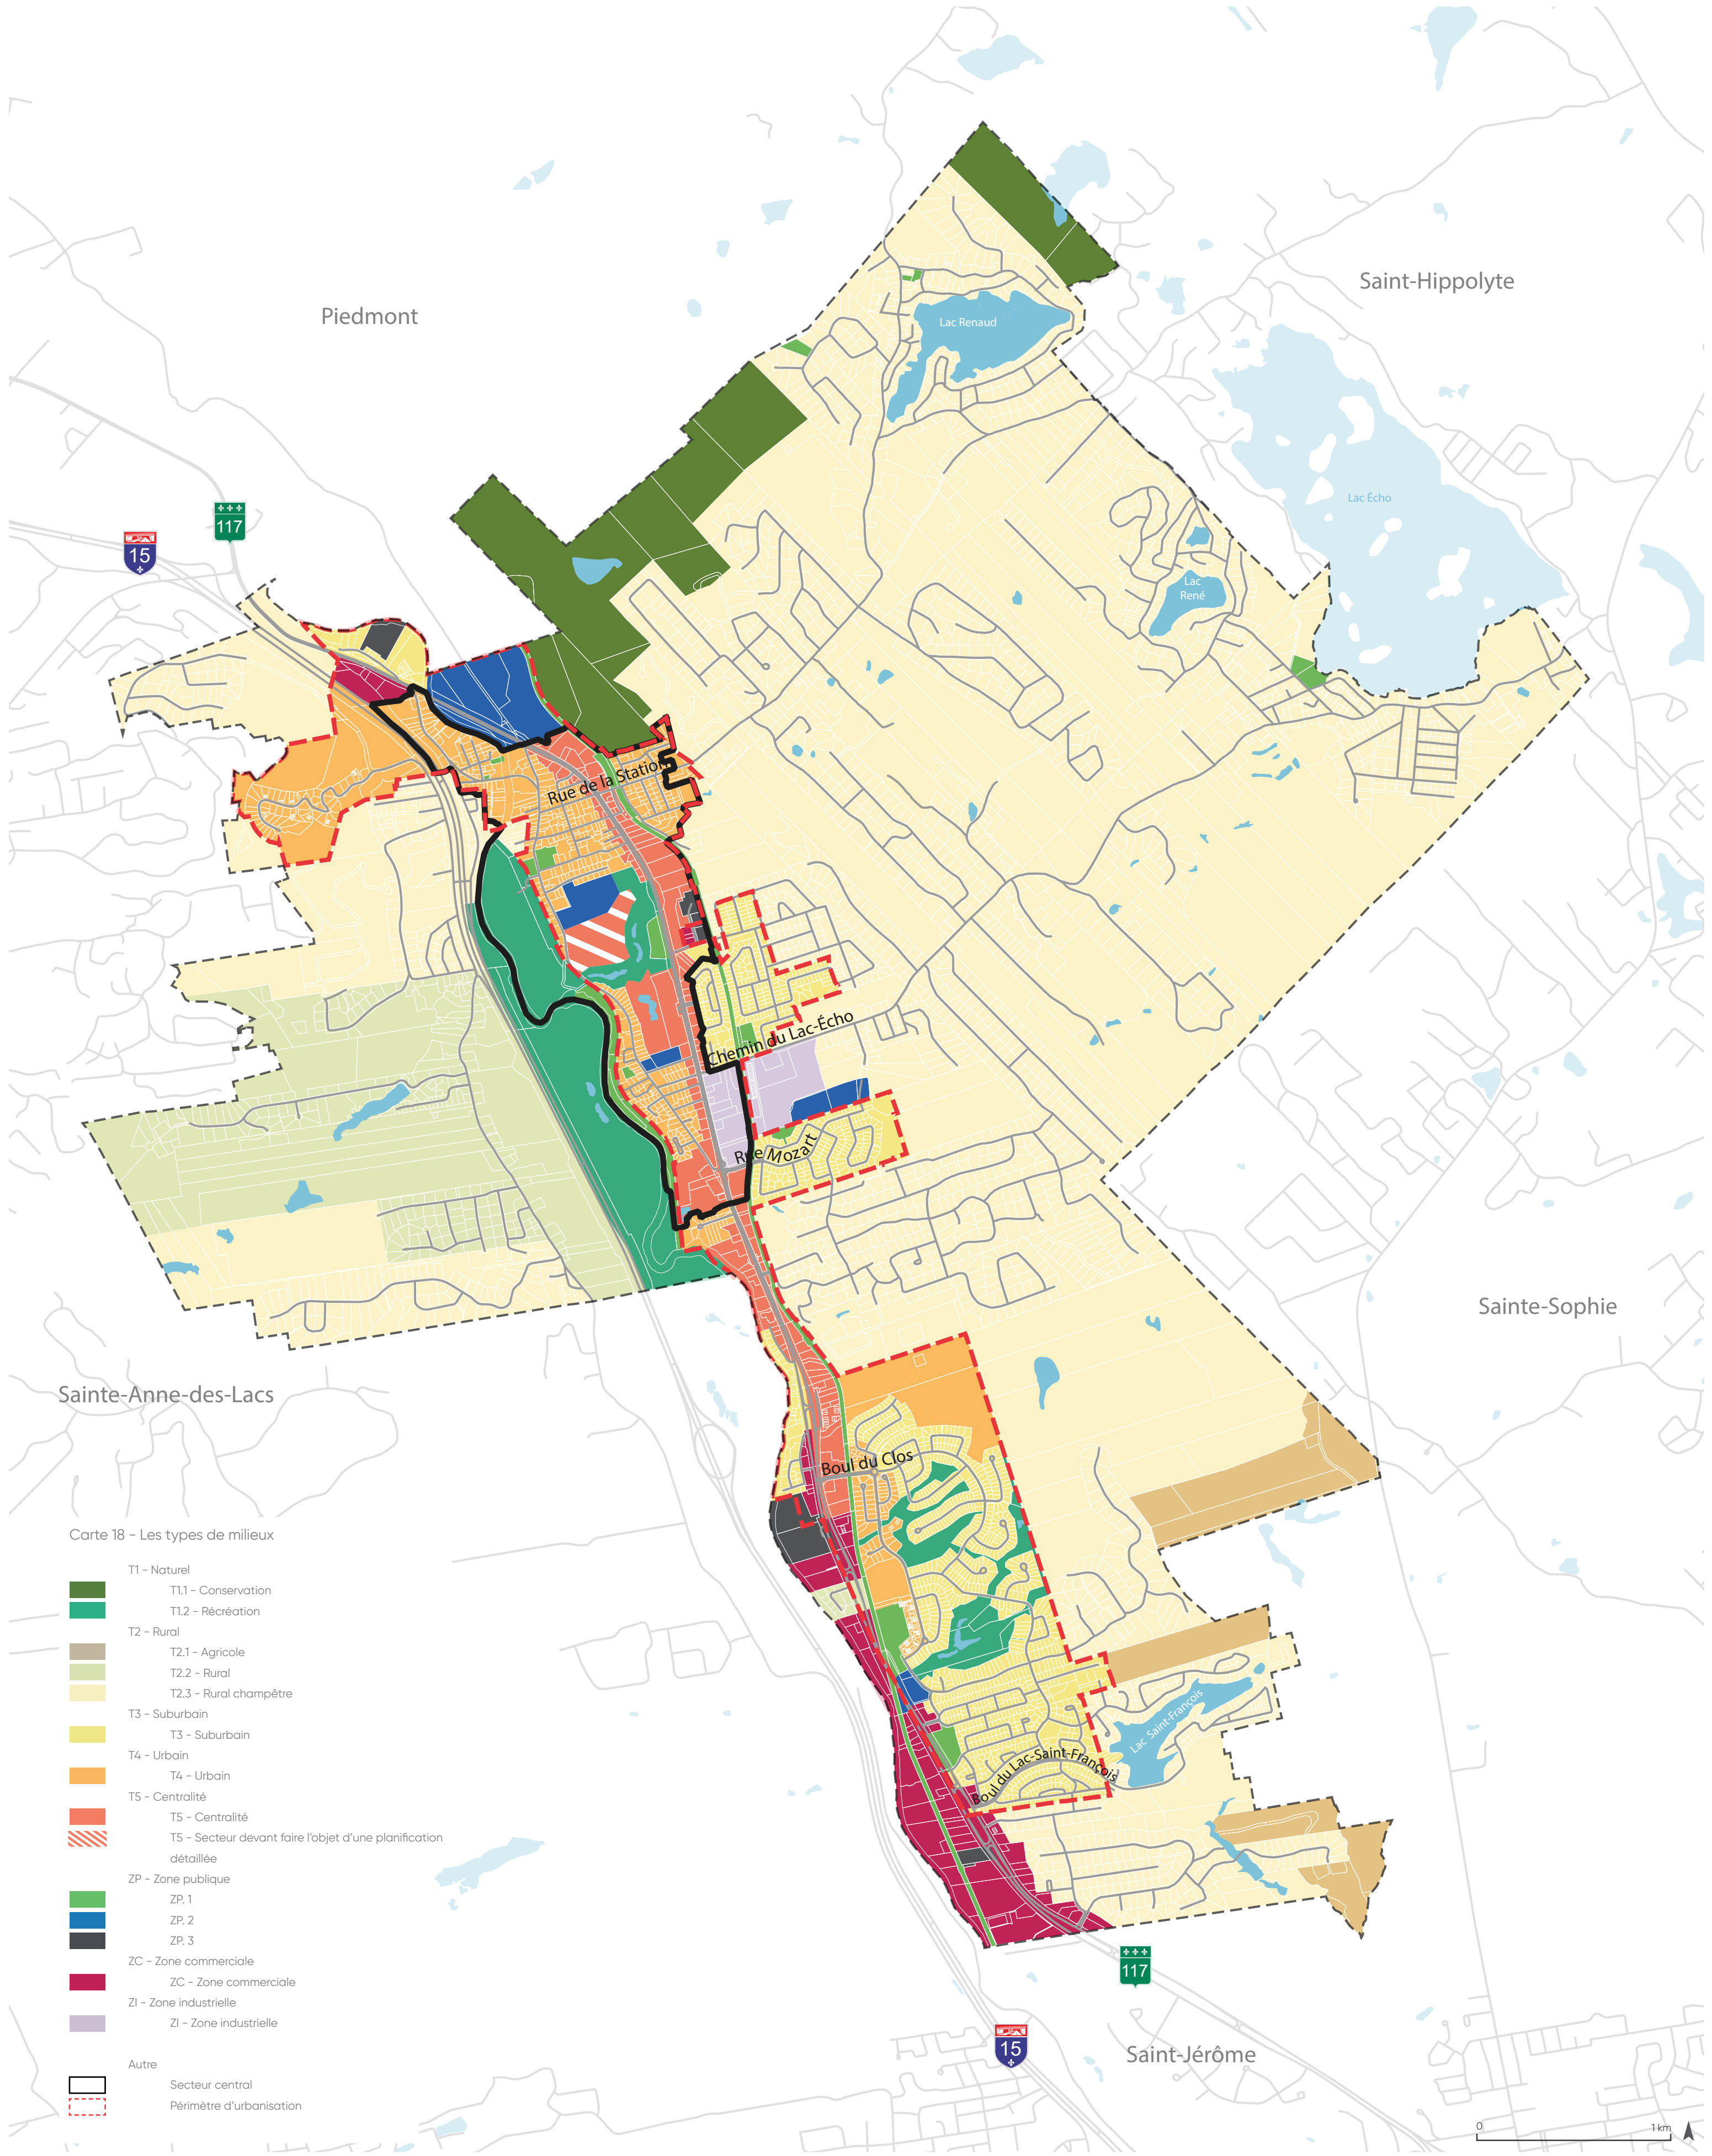 Saint-Hippolyte
Piedmont
Lac Renaud
Lac Écho
117
15
Lac
René
Rue de la Station
Chemin du Lac-Écho
Rue Mozart
Sainte-Sophie
Sainte-Anne-des-Lacs
Boul du Clos
Lac Saint-François
Boul du Lac-Saint-François
Carte 18 - Les types de milieux
T1 - Naturel
T1.1 - Conservation
T1.2 - Récréation
T2 - Rural
T2.1 - Agricole
T2.2 - Rural
T2.3 - Rural champêtre
T3 - Suburbain
T3 - Suburbain
T4 - Urbain
T4 - Urbain
T5 - Centralité
T5 - Centralité
T5 - Secteur devant faire l'objet d'une planification
détaillée
ZP - Zone publique
ZP. 1
ZP. 2
ZP. 3
ZC - Zone commerciale
ZC - Zone commerciale
ZI - Zone industrielle
ZI - Zone industrielle
Autre
Secteur central
Périmètre d'urbanisation
117
15
Saint-Jérôme
0 1 km